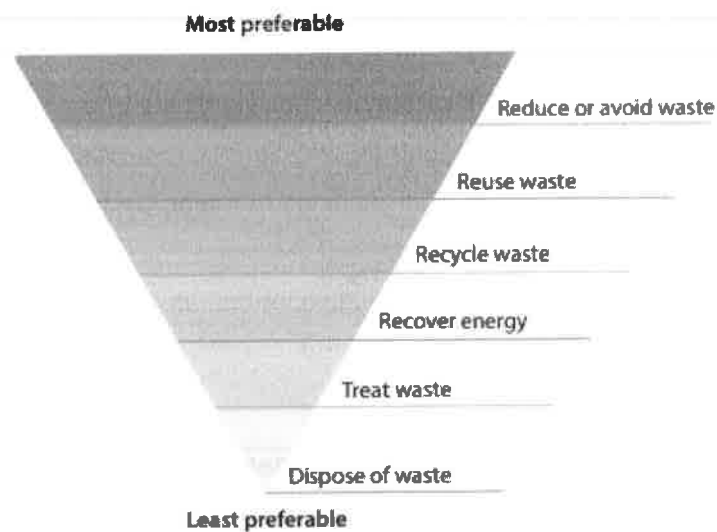 Most preferable
Reduce or avoid waste
Reuse waste
Recycle waste
Recover energy
Treat waste
Dispose of waste
Least preferable